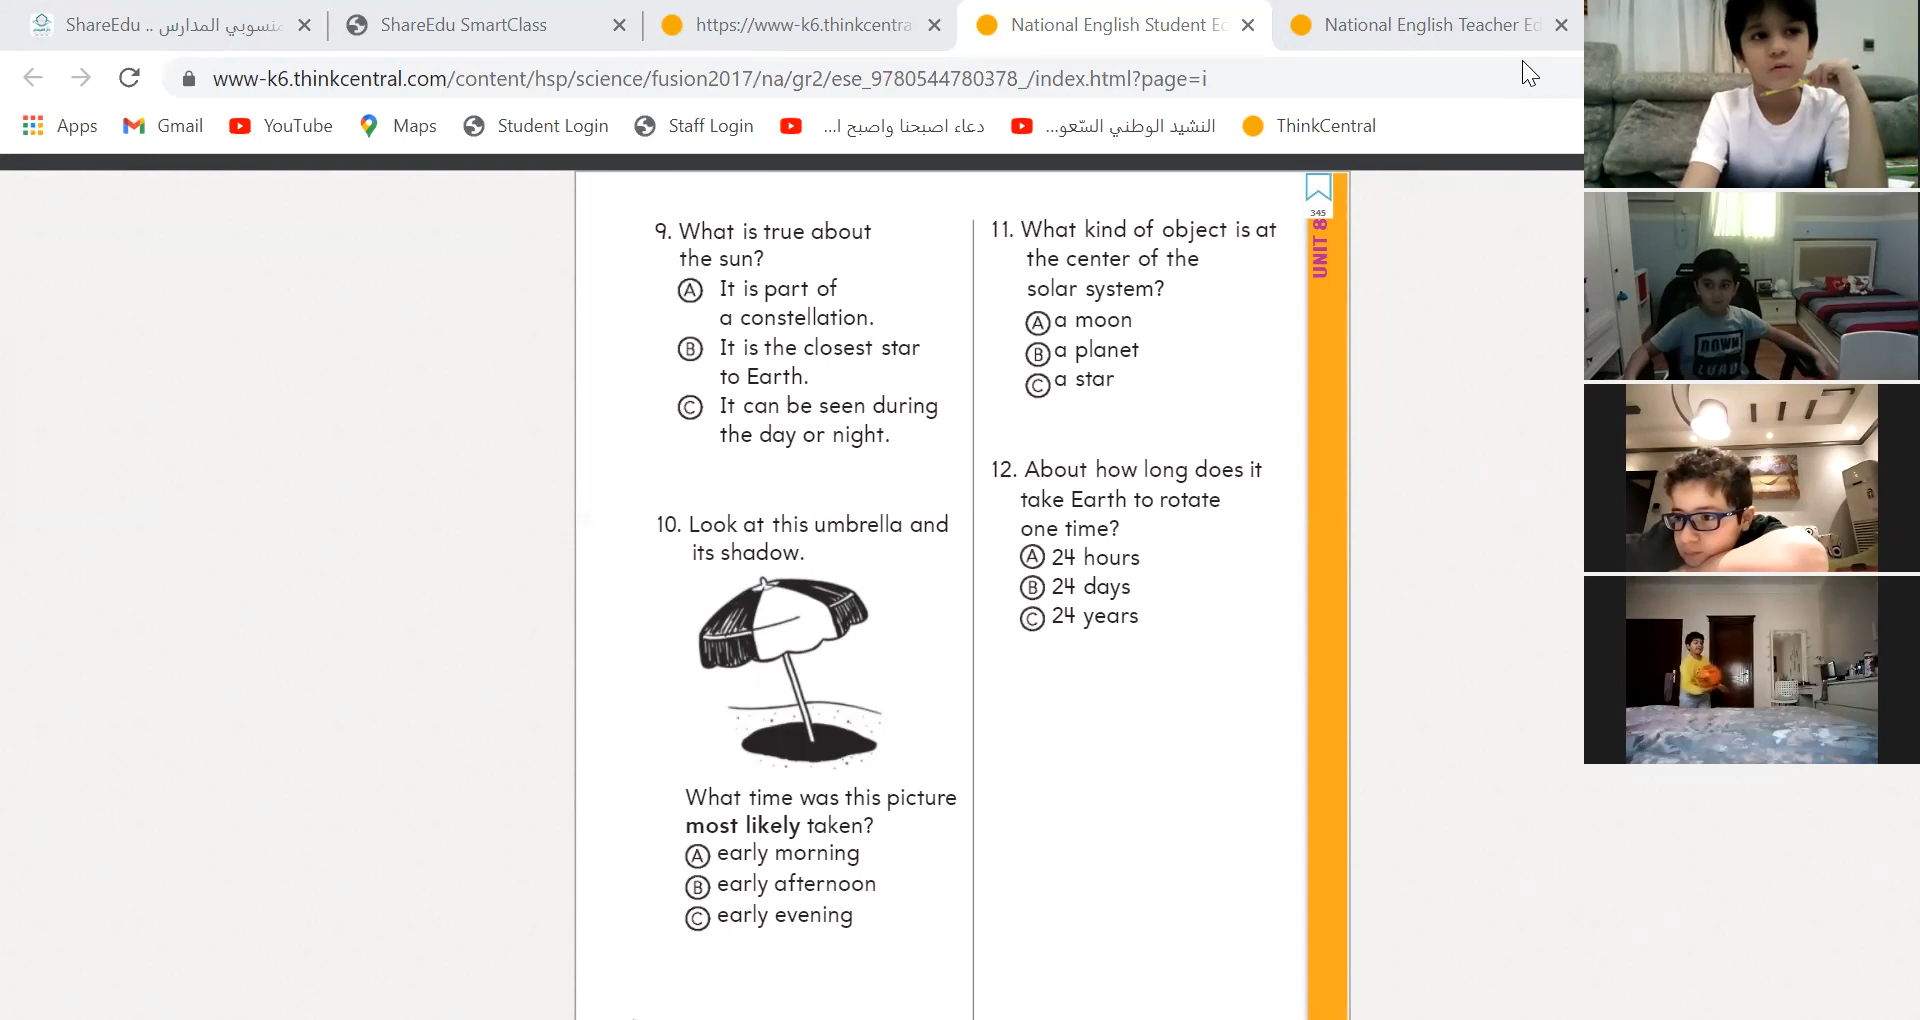 ShareEdu .. منسوبي المدارس
ShareEdu SmartClass
https://www-k6.thinkcentra
National English Student Ec
National English Teacher Ed
www-k6.thinkcentral.com/content/hsp/science/fusion2017/na/gr2/ese_9780544780378_/index.html?page=i
Apps
Gmail
YouTube
Maps
Student Login
Staff Login
دعاء اصبحنا واصبح ا...
النشيد الوطني السّعو...
ThinkCentral
345
UNIT 8
9. What is true about
the sun?
A It is part of
a constellation.
B It is the closest star
to Earth.
C It can be seen during
the day or night.
10. Look at this umbrella and
its shadow.
What time was this picture
most likely taken?
A early morning
B early afternoon
C early evening
11. What kind of object is at
the center of the
solar system?
A a moon
B a planet
C a star
12. About how long does it
take Earth to rotate
one time?
A 24 hours
B 24 days
C 24 years
DOWN
LOAD